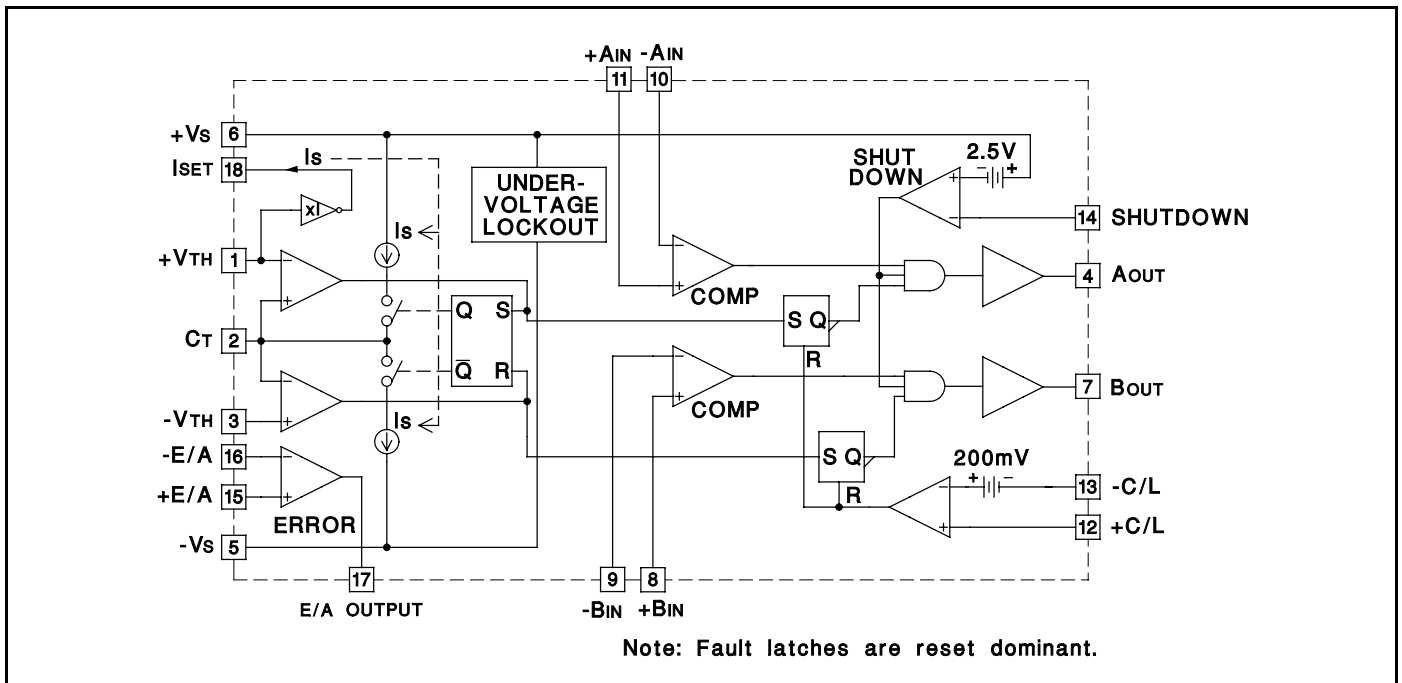 +AIN -AIN
11 10
+VS 6
ISET 18
IS
xI
+VTH 1
CT 2
-VTH 3
-E/A 16
+E/A 15
-VS 5
ERROR
17
E/A OUTPUT
IS
IS
UNDER-
VOLTAGE
LOCKOUT
Q S
Q̅ R
− +
COMP
− +
COMP
9 8
-BIN +BIN
S Q
R
S Q
R
SHUT
DOWN
2.5V
− +
+
−
14 SHUTDOWN
4 AOUT
7 BOUT
200mV
+ −
−
+
13 -C/L
12 +C/L
− +
− +
− +
Note: Fault latches are reset dominant.